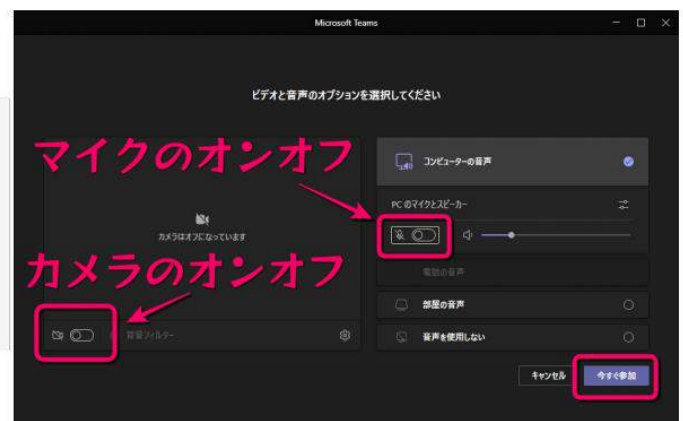 Microsoft Teams
ビデオと音声のオプションを選択してください
マイクのオンオフ
コンピューターの音声
PC のマイクとスピーカー
カメラはオフになっています
カメラのオンオフ
電話の音声
背景フィルター
部屋の音声
音声を使用しない
キャンセル
今すぐ参加